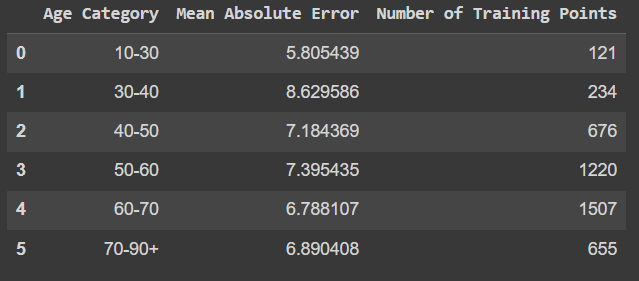 Age Category Mean Absolute Error Number of Training Points
0 10-30 5.805439 121
1 30-40 8.629586 234
2 40-50 7.184369 676
3 50-60 7.395435 1220
4 60-70 6.788107 1507
5 70-90+ 6.890408 655